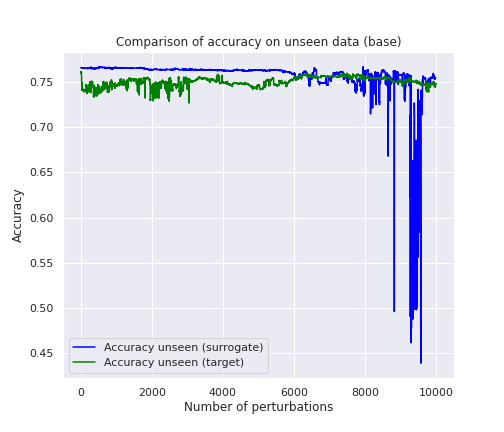 Comparison of accuracy on unseen data (base)
0.75
0.70
0.65
0.60
0.55
0.50
0.45
Accuracy
Accuracy unseen (surrogate)
Accuracy unseen (target)
0 2000 4000 6000 8000 10000
Number of perturbations